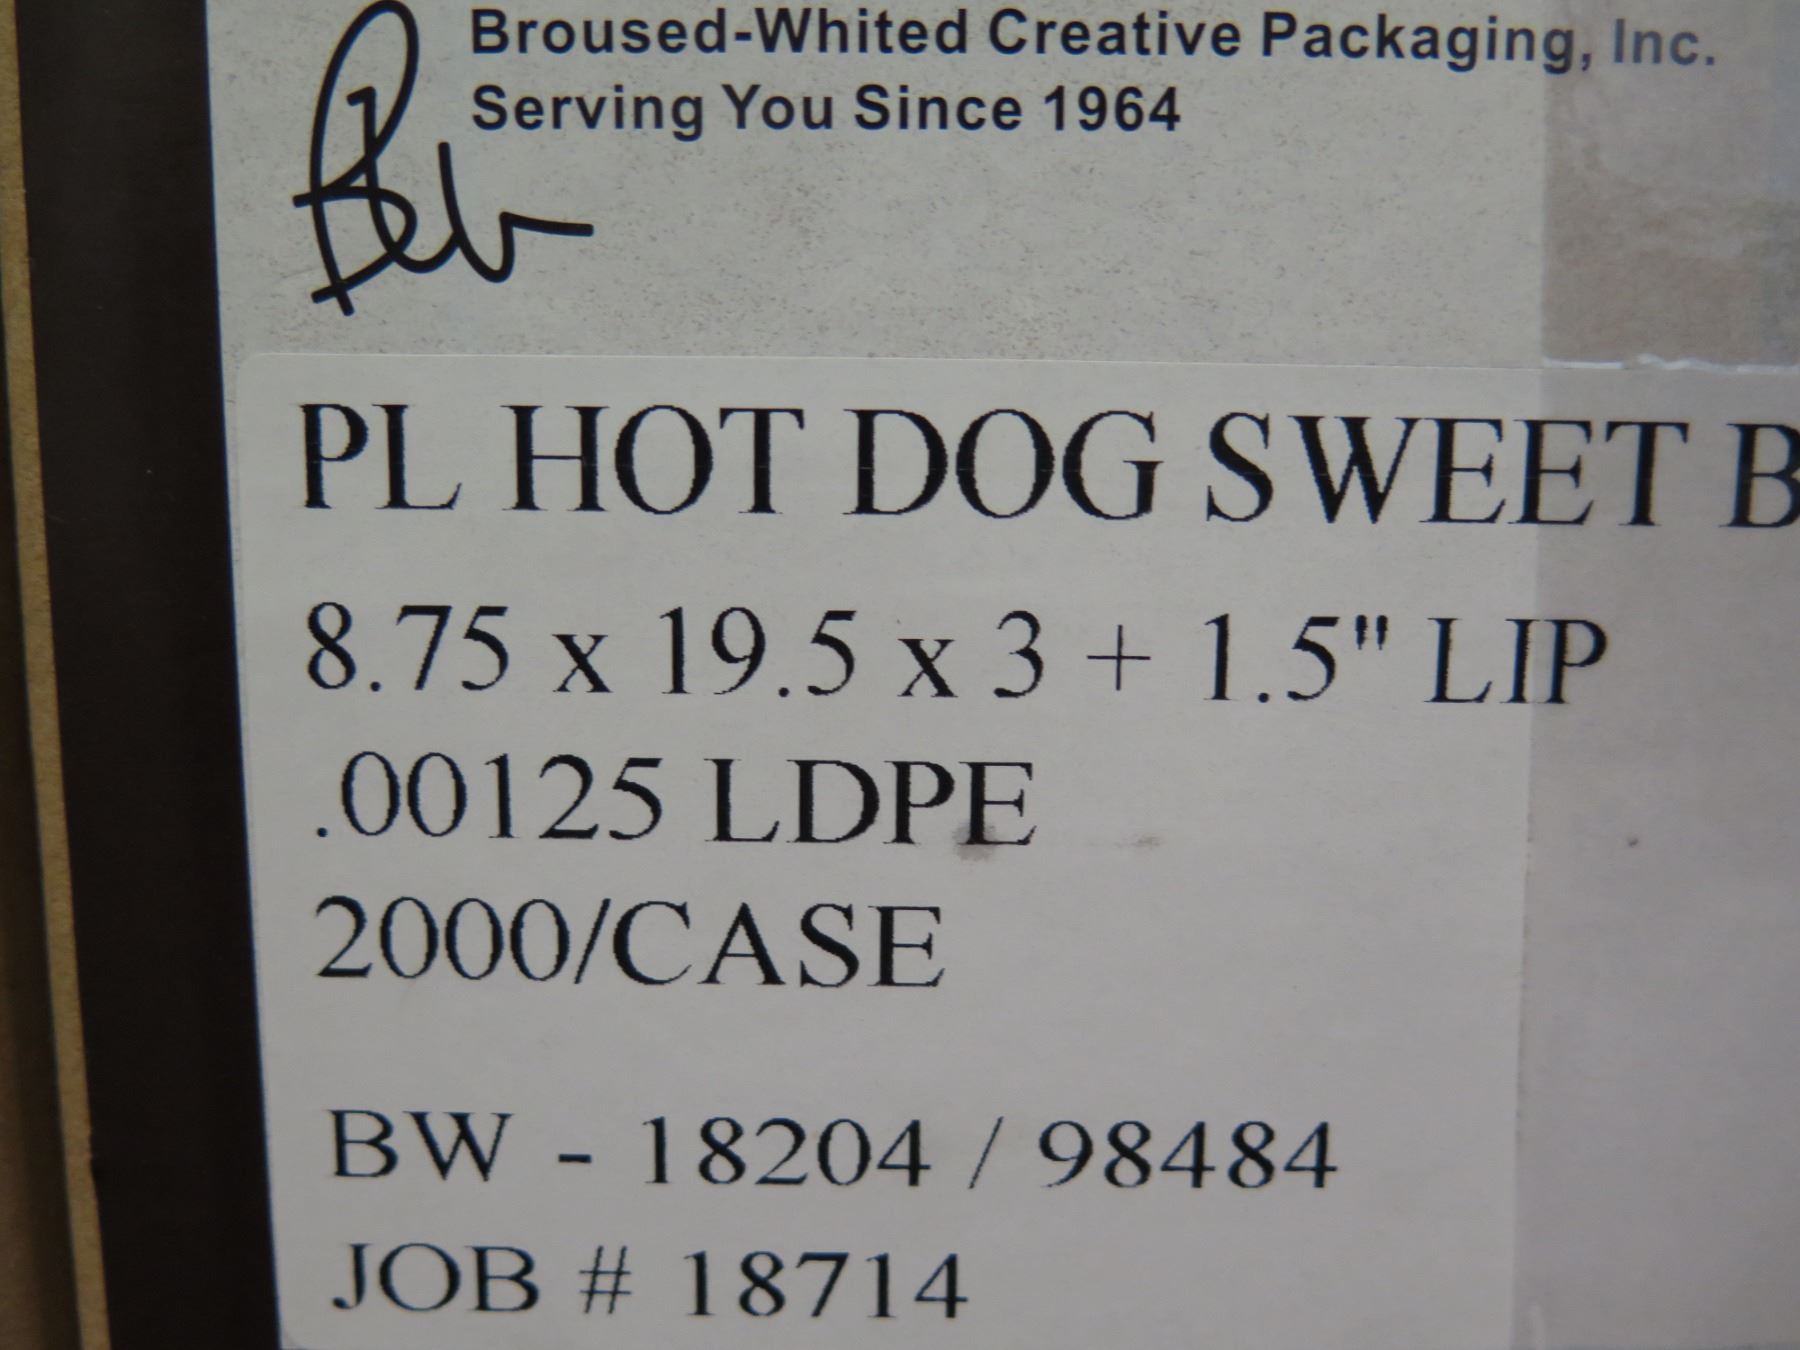 Broused-Whited Creative Packaging, Inc.
Serving You Since 1964
PL HOT DOG SWEET B
8.75 x 19.5 x 3 + 1.5" LIP
.00125 LDPE
2000/CASE
BW - 18204 / 98484
JOB # 18714